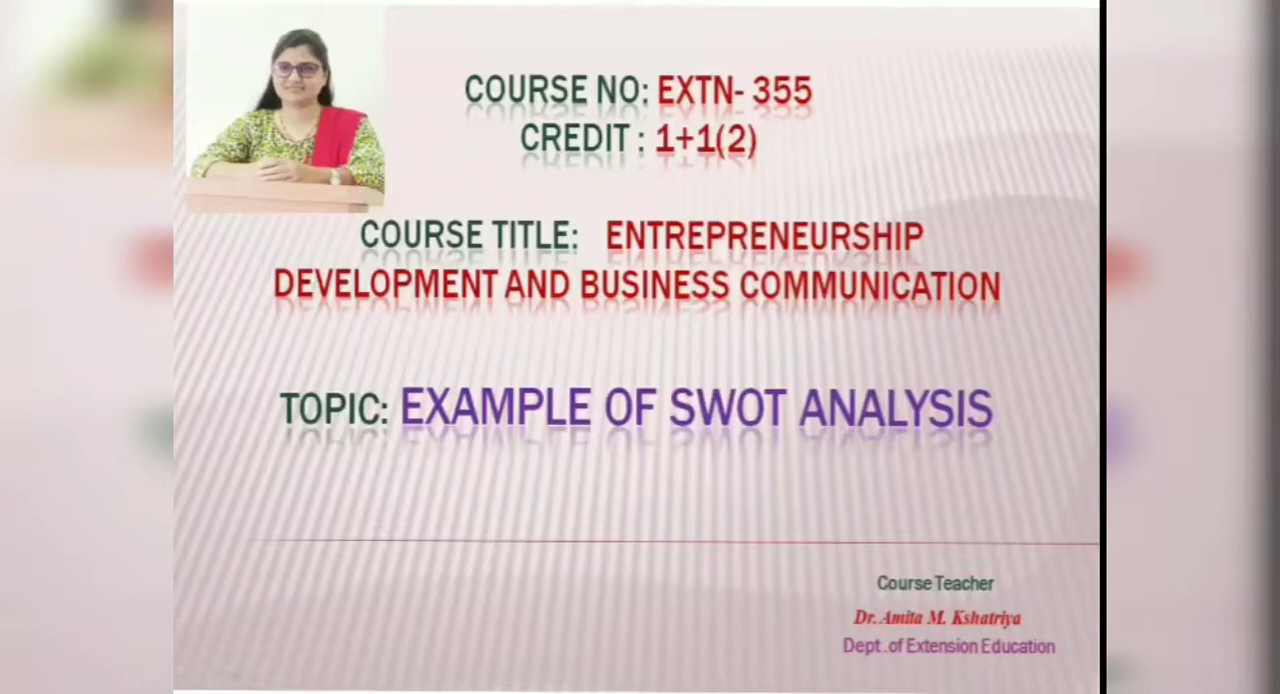 COURSE NO: EXTN- 355
CREDIT : 1+1(2)
COURSE TITLE: ENTREPRENEURSHIP
DEVELOPMENT AND BUSINESS COMMUNICATION
TOPIC: EXAMPLE OF SWOT ANALYSIS
Course Teacher
Dr. Amita M. Kshatriya
Dept. of Extension Education